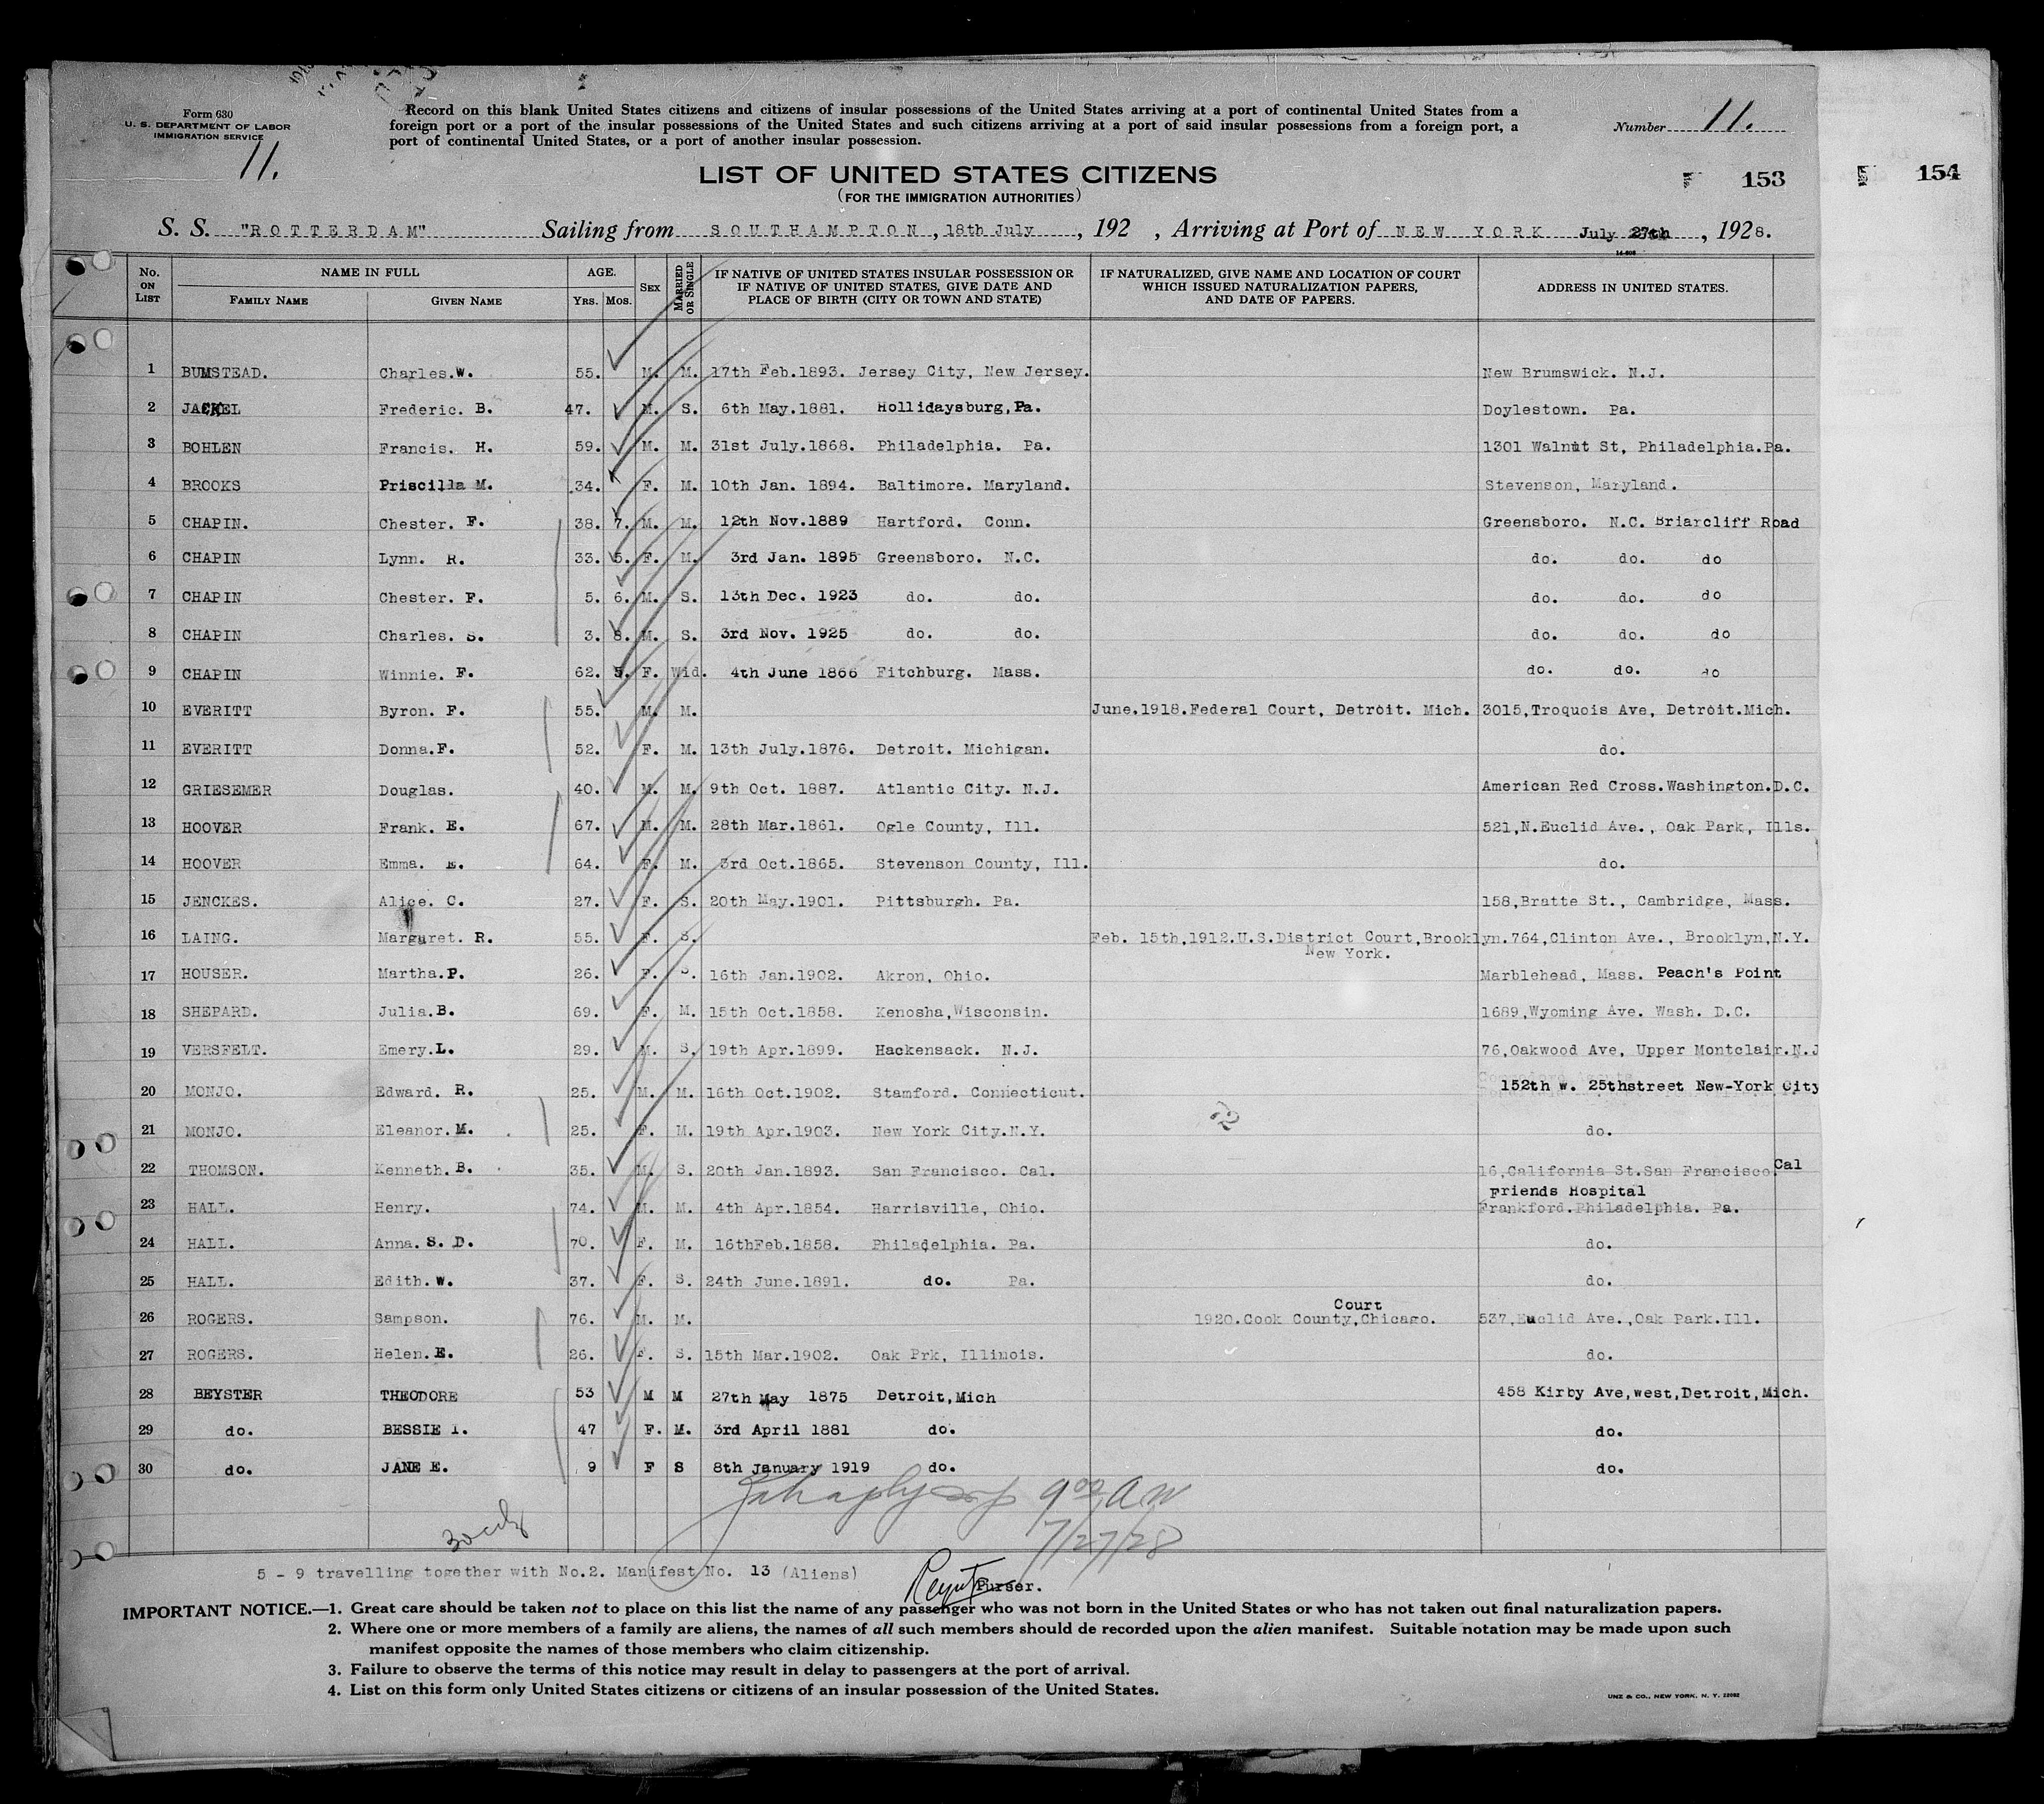 Form 630
U. S. DEPARTMENT OF LABOR
IMMIGRATION SERVICE
11.
Record on this blank United States citizens and citizens of insular possessions of the United States arriving at a port of continental United States from a
foreign port or a port of the insular possessions of the United States and such citizens arriving at a port of said insular possessions from a foreign port, a
port of continental United States, or a port of another insular possession.
Number 11.
LIST OF UNITED STATES CITIZENS
(FOR THE IMMIGRATION AUTHORITIES)
153
154
S. S. "ROTTERDAM" Sailing from SOUTHAMPTON, 18th July, 192 , Arriving at Port of NEW YORK July 27th, 1928.
14-608
No. ON LIST NAME IN FULL AGE. SEX MARRIED OR SINGLE IF NATIVE OF UNITED STATES INSULAR POSSESSION OR IF NATIVE OF UNITED STATES, GIVE DATE AND PLACE OF BIRTH (CITY OR TOWN AND STATE) IF NATURALIZED, GIVE NAME AND LOCATION OF COURT WHICH ISSUED NATURALIZATION PAPERS, AND DATE OF PAPERS. ADDRESS IN UNITED STATES.
FAMILY NAME GIVEN NAME Yrs. Mos.
1 BUMSTEAD. Charles.W. 55. M. M. 17th Feb.1893. Jersey City, New Jersey. New Brumswick. N.J.
2 JACKEL Frederic. B. 47. M. S. 6th May.1881. Hollidaysburg,Pa. Doylestown. Pa.
3 BOHLEN Francis. H. 59. M. M. 31st July.1868. Philadelphia. Pa. 1301 Walnut St, Philadelphia.Pa.
4 BROOKS Priscilla M. 34. F. M. 10th Jan. 1894. Baltimore. Maryland. Stevenson, Maryland.
5 CHAPIN. Chester. F. 38. 7. M. M. 12th Nov.1889 Hartford. Conn. Greensboro. N.C. Briarcliff Road
6 CHAPIN Lynn. R. 33. 5. F. M. 3rd Jan. 1895 Greensboro. N.C. do. do. do
7 CHAPIN Chester. F. 5. 6. M. S. 13th Dec. 1923 do. do. do. do. do
8 CHAPIN Charles. S. 3. 8. M. S. 3rd Nov. 1925 do. do. do. do. do
9 CHAPIN Winnie. F. 62. 5. F. Wid. 4th June 1866 Fitchburg. Mass. do. do. do
10 EVERITT Byron. F. 55. M. M. June.1918.Federal Court, Detroit. Mich. 3015,Troquois Ave, Detroit.Mich.
11 EVERITT Donna.F. 52. F. M. 13th July.1876. Detroit. Michigan. do.
12 GRIESEMER Douglas. 40. M. M. 9th Oct. 1887. Atlantic City. N.J. American Red Cross.Washington.D.C.
13 HOOVER Frank. E. 67. M. M. 28th Mar.1861. Ogle County, Ill. 521,N.Euclid Ave., Oak Park, Ills.
14 HOOVER Emma. E. 64. F. M. 3rd Oct.1865. Stevenson County, Ill. do.
15 JENCKES. Alice. C. 27. F. S. 20th May.1901. Pittsburgh. Pa. 158,Bratte St., Cambridge, Mass.
16 LAING. Margaret. R. 55. F. S. Feb. 15th,1912.U.S.District Court,Brooklyn. 764,Clinton Ave., Brooklyn,N.Y.
New York.
17 HOUSER. Martha.P. 26. F. S. 16th Jan.1902. Akron, Ohio. Marblehead, Mass. Peach's Point
18 SHEPARD. Julia.B. 69. F. M. 15th Oct.1858. Kenosha,Wisconsin. 1689,Wyoming Ave. Wash. D.C.
19 VERSFELT. Emery.L. 29. M. S. 19th Apr.1899. Hackensack. N.J. 76,Oakwood Ave, Upper Montclair.N.J
20 MONJO. Edward. R. 25. M. M. 16th Oct.1902. Stamford. Connecticut. 152th w. 25thstreet New-York City
21 MONJO. Eleanor.M. 25. F. M. 19th Apr.1903. New York City.N.Y. do.
22 THOMSON. Kenneth.B. 35. M. S. 20th Jan.1893. San Francisco. Cal. 16,California St.San Francisco Cal
Friends Hospital
23 HALL. Henry. 74. M. M. 4th Apr.1854. Harrisville, Ohio. Frankford.Philadelphia. Pa.
24 HALL. Anna.S. D. 70. F. M. 16thFeb.1858. Philadelphia. Pa. do.
25 HALL. Edith.W. 37. F. S. 24th June.1891. do. Pa. do.
Court
26 ROGERS. Sampson. 76. M. M. 1920.Cook County,Chicago. 537,Euclid Ave.,Oak Park.Ill.
27 ROGERS. Helen.E. 26. F. S. 15th Mar.1902. Oak Prk, Illinois. do.
28 BEYSTER THEODORE 53 M M 27th May 1875 Detroit,Mich 458 Kirby Ave,west,Detroit,Mich.
29 do. BESSIE I. 47 F. M. 3rd April 1881 do. do.
30 do. JANE E. 9 F S 8th January 1919 do. do.
9 00 AM
7/27/28
5 - 9 travelling together with No.2. Manifest No. 13 (Aliens)
Purser.
IMPORTANT NOTICE.—1. Great care should be taken not to place on this list the name of any passenger who was not born in the United States or who has not taken out final naturalization papers.
2. Where one or more members of a family are aliens, the names of all such members should de recorded upon the alien manifest. Suitable notation may be made upon such
manifest opposite the names of those members who claim citizenship.
3. Failure to observe the terms of this notice may result in delay to passengers at the port of arrival.
4. List on this form only United States citizens or citizens of an insular possession of the United States.
UNZ & CO., NEW YORK, N. Y. 22082